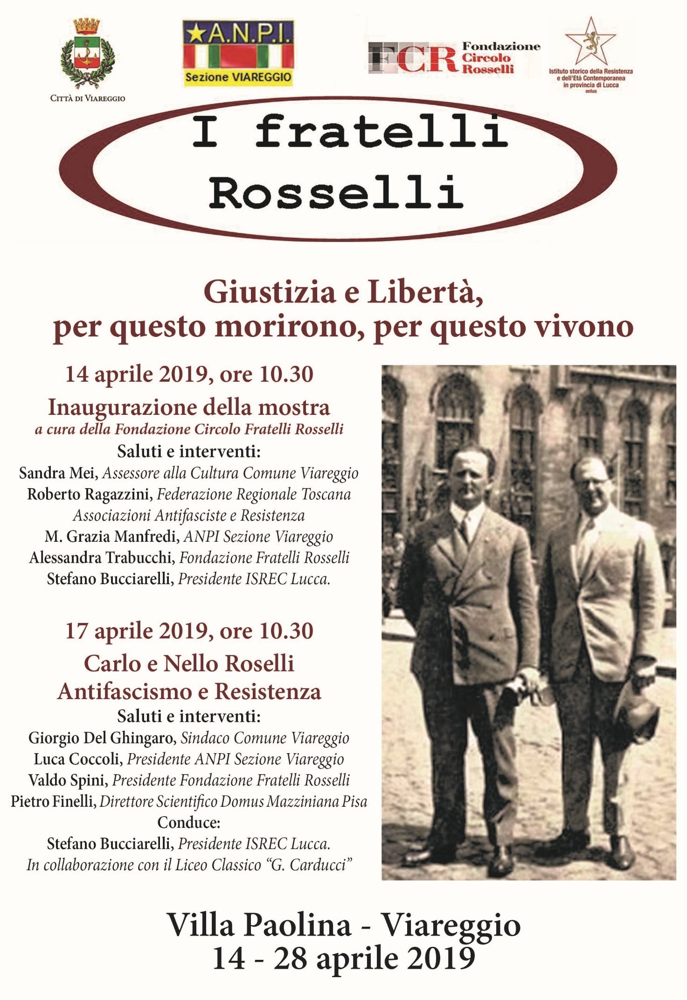 CITTÀ DI VIAREGGIO
A.N.P.I.
Sezione VIAREGGIO
FCR
Fondazione
Circolo
Rosselli
Istituto storico della Resistenza
e dell'Età Contemporanea
in provincia di Lucca
onlus
I fratelli
Rosselli
Giustizia e Libertà,
per questo morirono, per questo vivono
14 aprile 2019, ore 10.30
Inaugurazione della mostra
a cura della Fondazione Circolo Fratelli Rosselli
Saluti e interventi:
Sandra Mei, Assessore alla Cultura Comune Viareggio
Roberto Ragazzini, Federazione Regionale Toscana
Associazioni Antifasciste e Resistenza
M. Grazia Manfredi, ANPI Sezione Viareggio
Alessandra Trabucchi, Fondazione Fratelli Rosselli
Stefano Bucciarelli, Presidente ISREC Lucca.
17 aprile 2019, ore 10.30
Carlo e Nello Roselli
Antifascismo e Resistenza
Saluti e interventi:
Giorgio Del Ghingaro, Sindaco Comune Viareggio
Luca Coccoli, Presidente ANPI Sezione Viareggio
Valdo Spini, Presidente Fondazione Fratelli Rosselli
Pietro Finelli, Direttore Scientifico Domus Mazziniana Pisa
Conduce:
Stefano Bucciarelli, Presidente ISREC Lucca.
In collaborazione con il Liceo Classico “G. Carducci”
Villa Paolina - Viareggio
14 - 28 aprile 2019